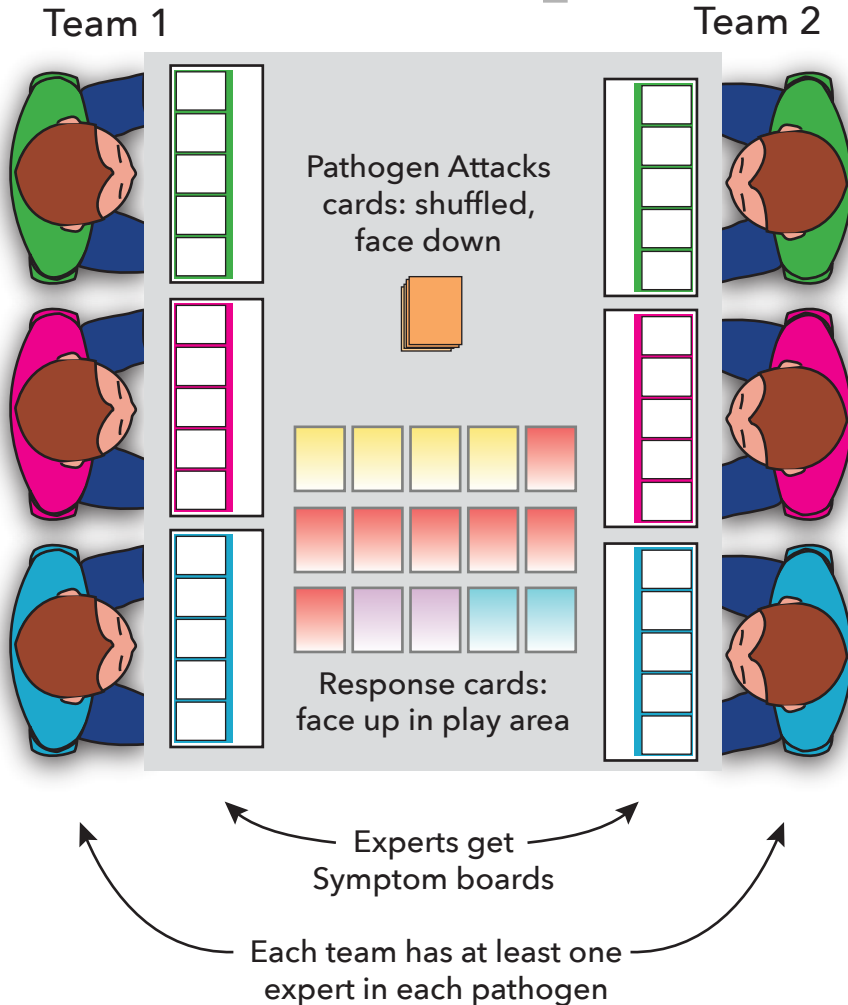 Team 1
Team 2
Pathogen Attacks
cards: shuffled,
face down
Response cards:
face up in play area
Experts get
Symptom boards
Each team has at least one
expert in each pathogen